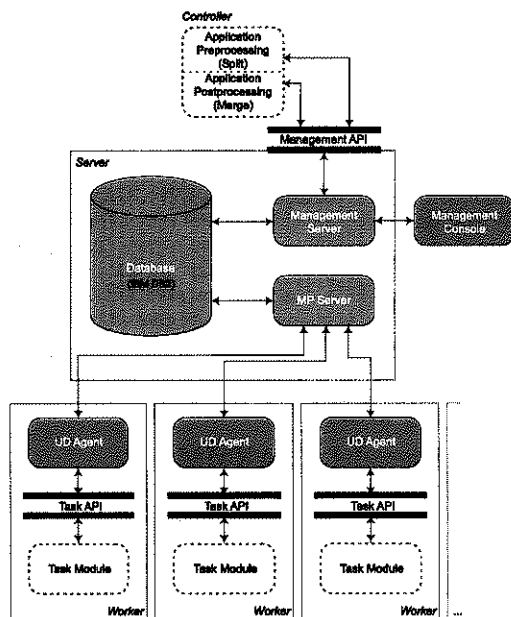 Controller
Application
Preprocessing
(Split)
Application
Postprocessing
(Merge)
Management API
Server
Management
Server
Management
Console
Database
MP Server
UD Agent
UD Agent
UD Agent
Task API
Task API
Task API
Task Module
Task Module
Task Module
Worker
Worker
Worker